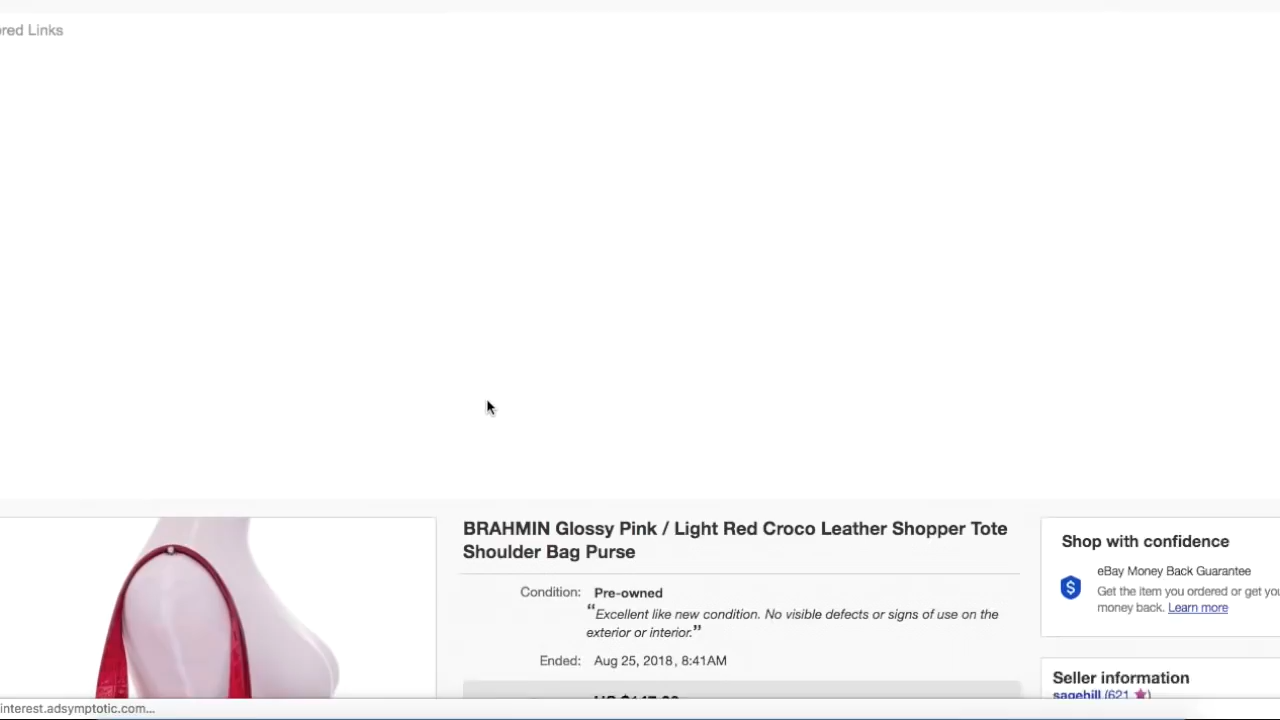 red Links
BRAHMIN Glossy Pink / Light Red Croco Leather Shopper Tote
Shoulder Bag Purse
Condition: Pre-owned
“Excellent like new condition. No visible defects or signs of use on the
exterior or interior.”
Ended: Aug 25, 2018 , 8:41AM
Shop with confidence
eBay Money Back Guarantee
Get the item you ordered or get you
money back. Learn more
Seller information
sagehill (621 ★)
interest.adsymptotic.com...